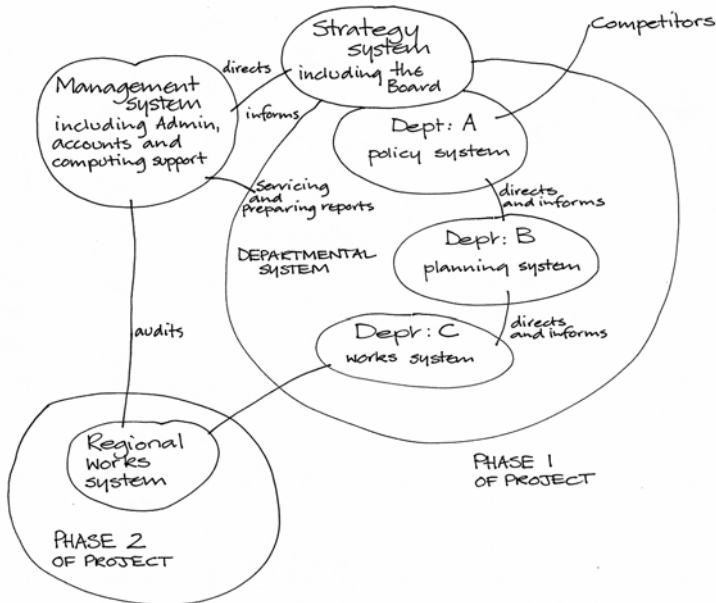 Strategy
system
including the
Board
Competitors
directs
informs
Management
system
including Admin,
accounts and
computing support
Dept: A
policy system
Servicing
and
preparing reports
directs
and informs
DEPARTMENTAL
SYSTEM
Dept: B
planning system
directs
and informs
Dept: C
works system
audits
Regional
works
system
PHASE 1
OF PROJECT
PHASE 2
OF PROJECT